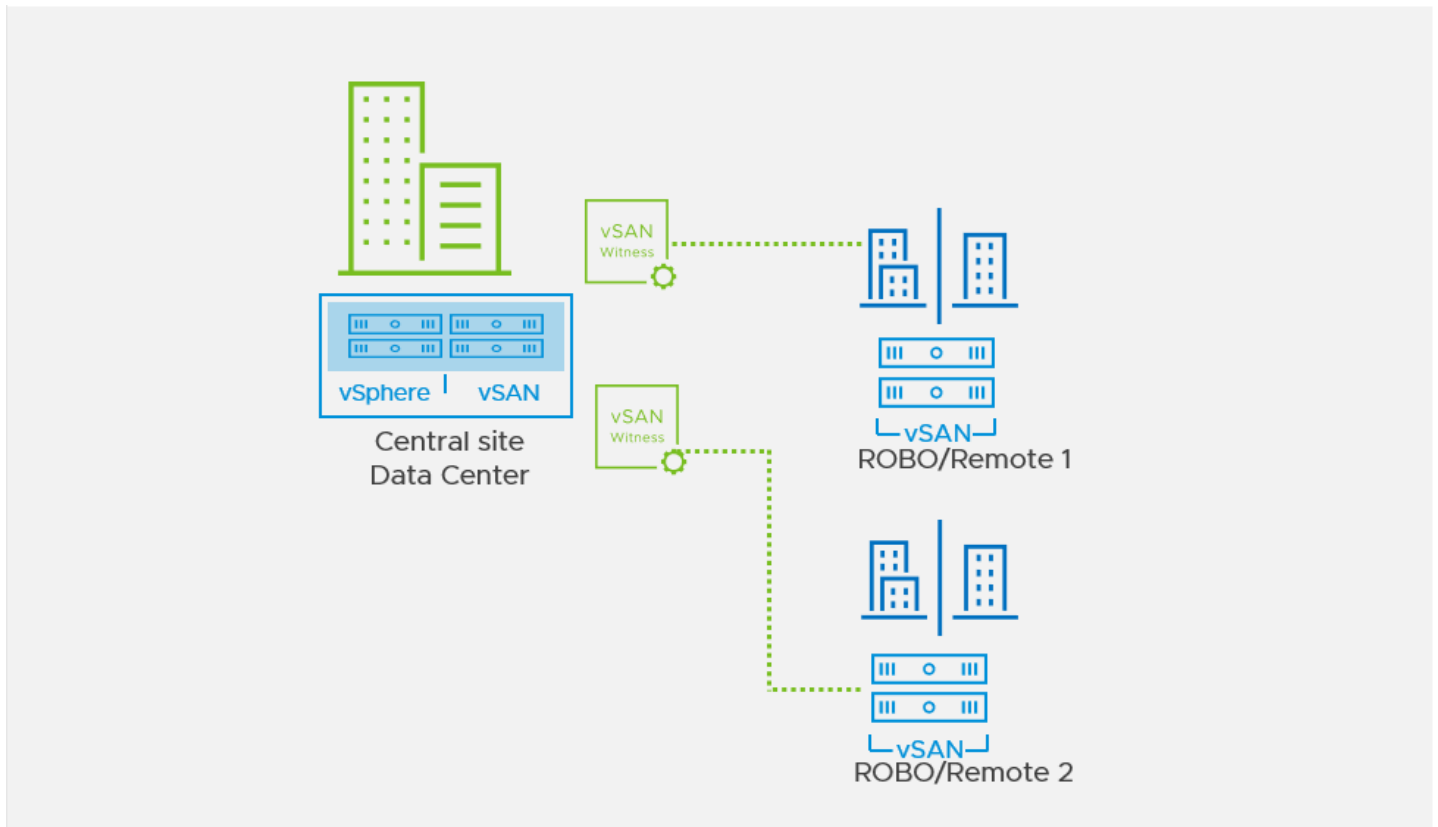 vSAN
Witness
vSphere
vSAN
Central site
Data Center
vSAN
Witness
vSAN
ROBO/Remote 1
vSAN
ROBO/Remote 2